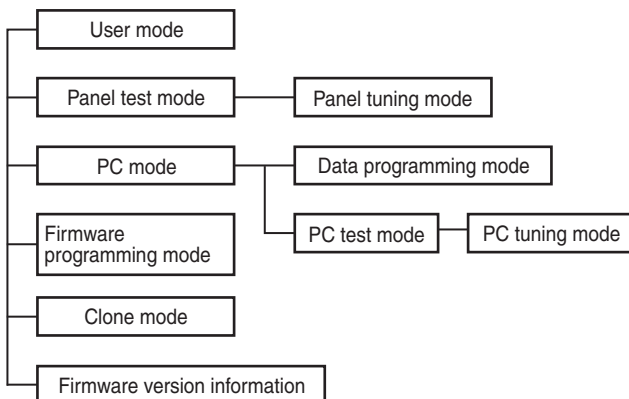 User mode
Panel test mode
Panel tuning mode
PC mode
Data programming mode
PC test mode
PC tuning mode
Firmware
programming mode
Clone mode
Firmware version information